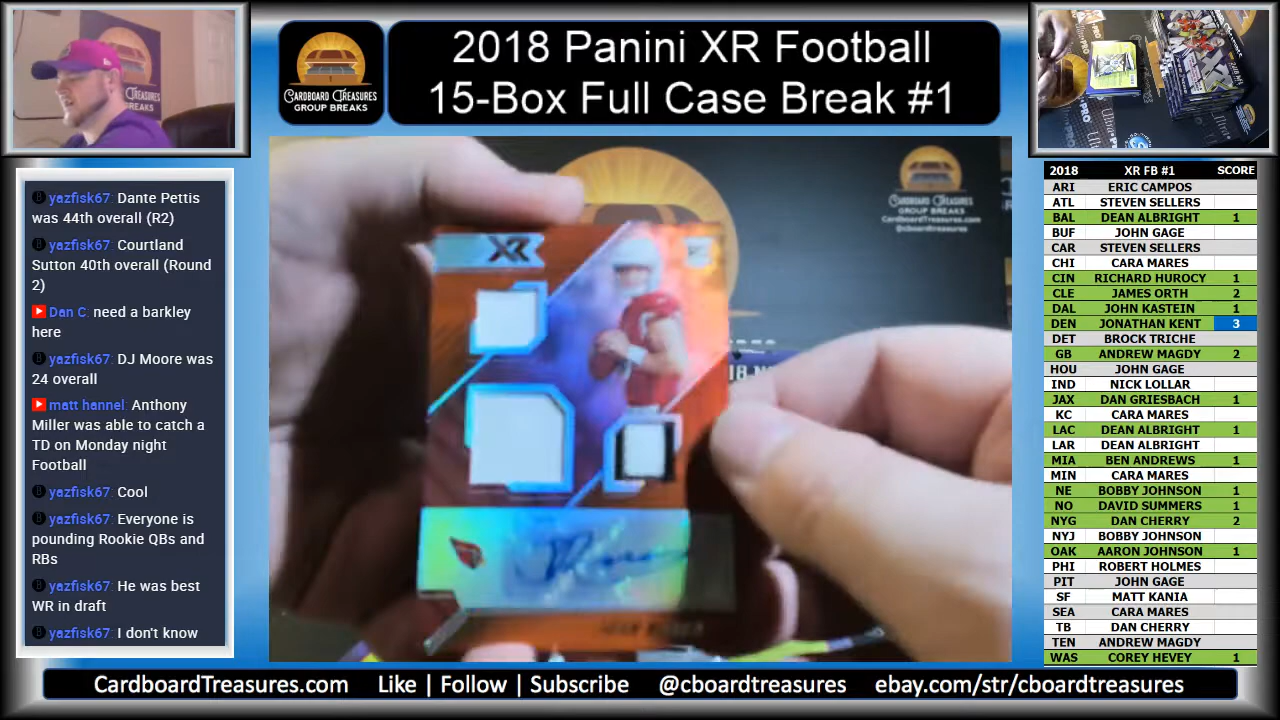 2018 Panini XR Football
15-Box Full Case Break #1
CARDBOARD TREASURES
GROUP BREAKS
BREAKS
yazfisk67: Dante Pettis
was 44th overall (R2)
yazfisk67: Courtland
Sutton 40th overall (Round
2)
Dan C: need a barkley
here
yazfisk67: DJ Moore was
24 overall
matt hannel: Anthony
Miller was able to catch a
TD on Monday night
Football
yazfisk67: Cool
yazfisk67: Everyone is
pounding Rookie QBs and
RBs
yazfisk67: He was best
WR in draft
yazfisk67: I don't know
XR
CARDBOARD TREASURES
GROUP BREAKS
CardboardTreasures.com
@cboardtreasures
2018 XR FB #1 SCORE
ARI ERIC CAMPOS
ATL STEVEN SELLERS
BAL DEAN ALBRIGHT 1
BUF JOHN GAGE
CAR STEVEN SELLERS
CHI CARA MARES
CIN RICHARD HUROCY 1
CLE JAMES ORTH 2
DAL JOHN KASTEIN 1
DEN JONATHAN KENT 3
DET BROCK TRICHE
GB ANDREW MAGDY 2
HOU JOHN GAGE
IND NICK LOLLAR
JAX DAN GRIESBACH 1
KC CARA MARES
LAC DEAN ALBRIGHT 1
LAR DEAN ALBRIGHT
MIA BEN ANDREWS 1
MIN CARA MARES
NE BOBBY JOHNSON 1
NO DAVID SUMMERS 1
NYG DAN CHERRY 2
NYJ BOBBY JOHNSON
OAK AARON JOHNSON 1
PHI ROBERT HOLMES
PIT JOHN GAGE
SF MATT KANIA
SEA CARA MARES
TB DAN CHERRY
TEN ANDREW MAGDY
WAS COREY HEVEY 1
CardboardTreasures.com Like | Follow | Subscribe @cboardtreasures ebay.com/str/cboardtreasures